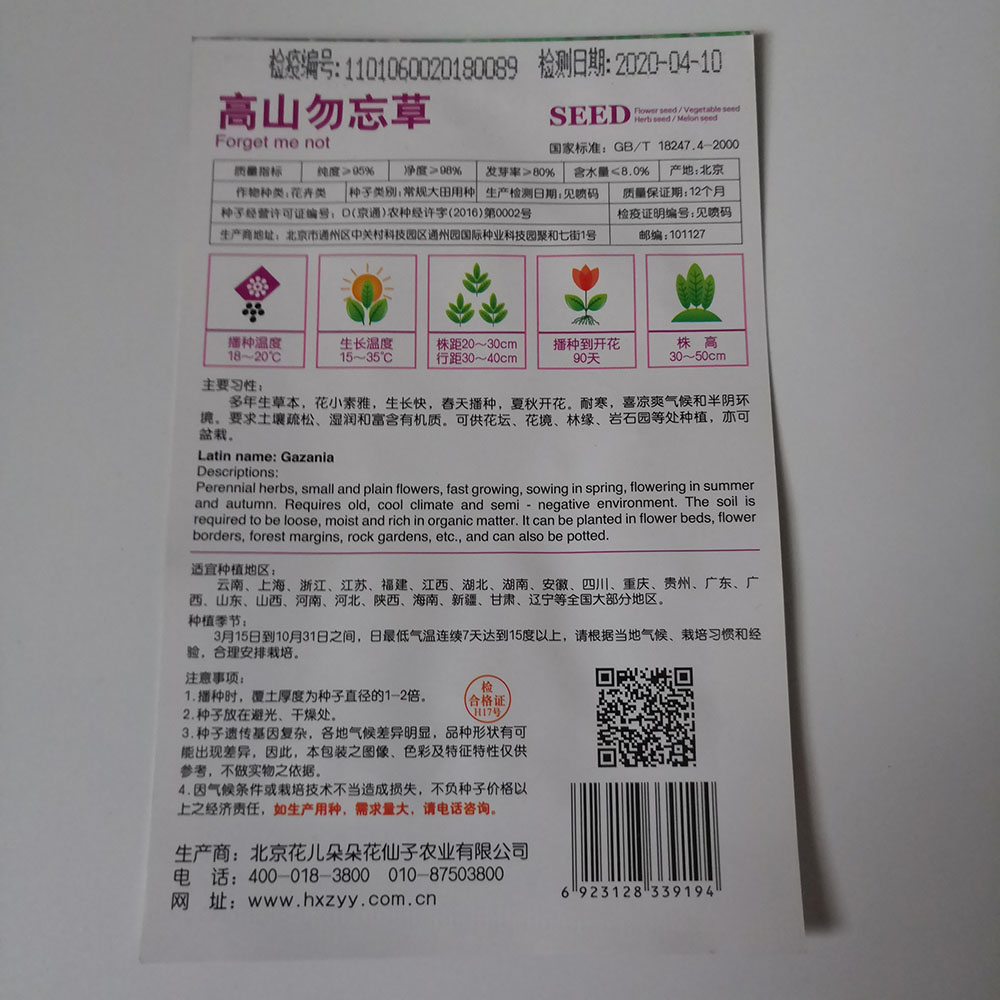 检疫编号:1101060020180089 检测日期:2020-04-10
高山勿忘草
Forget me not
SEED Flower seed / Vegetable seed
Herb seed / Melon seed
国家标准：GB/T 18247.4-2000
质量指标 纯度≥95% 净度≥98% 发芽率≥80% 含水量≤8.0% 产地:北京
作物种类:花卉类 种子类别:常规大田用种 生产检测日期:见喷码 质量保证期:12个月
种子经营许可证编号：D(京通)农种经许字(2016)第0002号 检疫证明编号:见喷码
生产商地址：北京市通州区中关村科技园区通州园国际种业科技园聚和七街1号 邮编:101127
播种温度
18～20℃
生长温度
15～35℃
株距20～30cm
行距30～40cm
播种到开花
90天
株 高
30～50cm
主要习性：
多年生草本，花小素雅，生长快，春天播种，夏秋开花。耐寒，喜凉爽气候和半阴环
境，要求土壤疏松、湿润和富含有机质。可供花坛、花境、林缘、岩石园等处种植，亦可
盆栽。
Latin name: Gazania
Descriptions:
Perennial herbs, small and plain flowers, fast growing, sowing in spring, flowering in summer
and autumn. Requires old, cool climate and semi - negative environment. The soil is
required to be loose, moist and rich in organic matter. It can be planted in flower beds, flower
borders, forest margins, rock gardens, etc., and can also be potted.
适宜种植地区：
云南、上海、浙江、江苏、福建、江西、湖北、湖南、安徽、四川、重庆、贵州、广东、广
西、山东、山西、河南、河北、陕西、海南、新疆、甘肃、辽宁等全国大部分地区。
种植季节：
3月15日到10月31日之间，日最低气温连续7天达到15度以上，请根据当地气候、栽培习惯和经
验，合理安排栽培。
注意事项：
1.播种时，覆土厚度为种子直径的1-2倍。
2.种子放在避光、干燥处。
3.种子遗传基因复杂，各地气候差异明显，品种形状有可
能出现差异，因此，本包装之图像、色彩及特征特性仅供
参考，不做实物之依据。
4.因气候条件或栽培技术不当造成损失，不负种子价格以
上之经济责任，如生产用种，需求量大，请电话咨询。
检
合格证
H17号
生产商：北京花儿朵朵花仙子农业有限公司
电 话：400-018-3800 010-87503800
网 址：www.hxzyy.com.cn
6 923128 339194